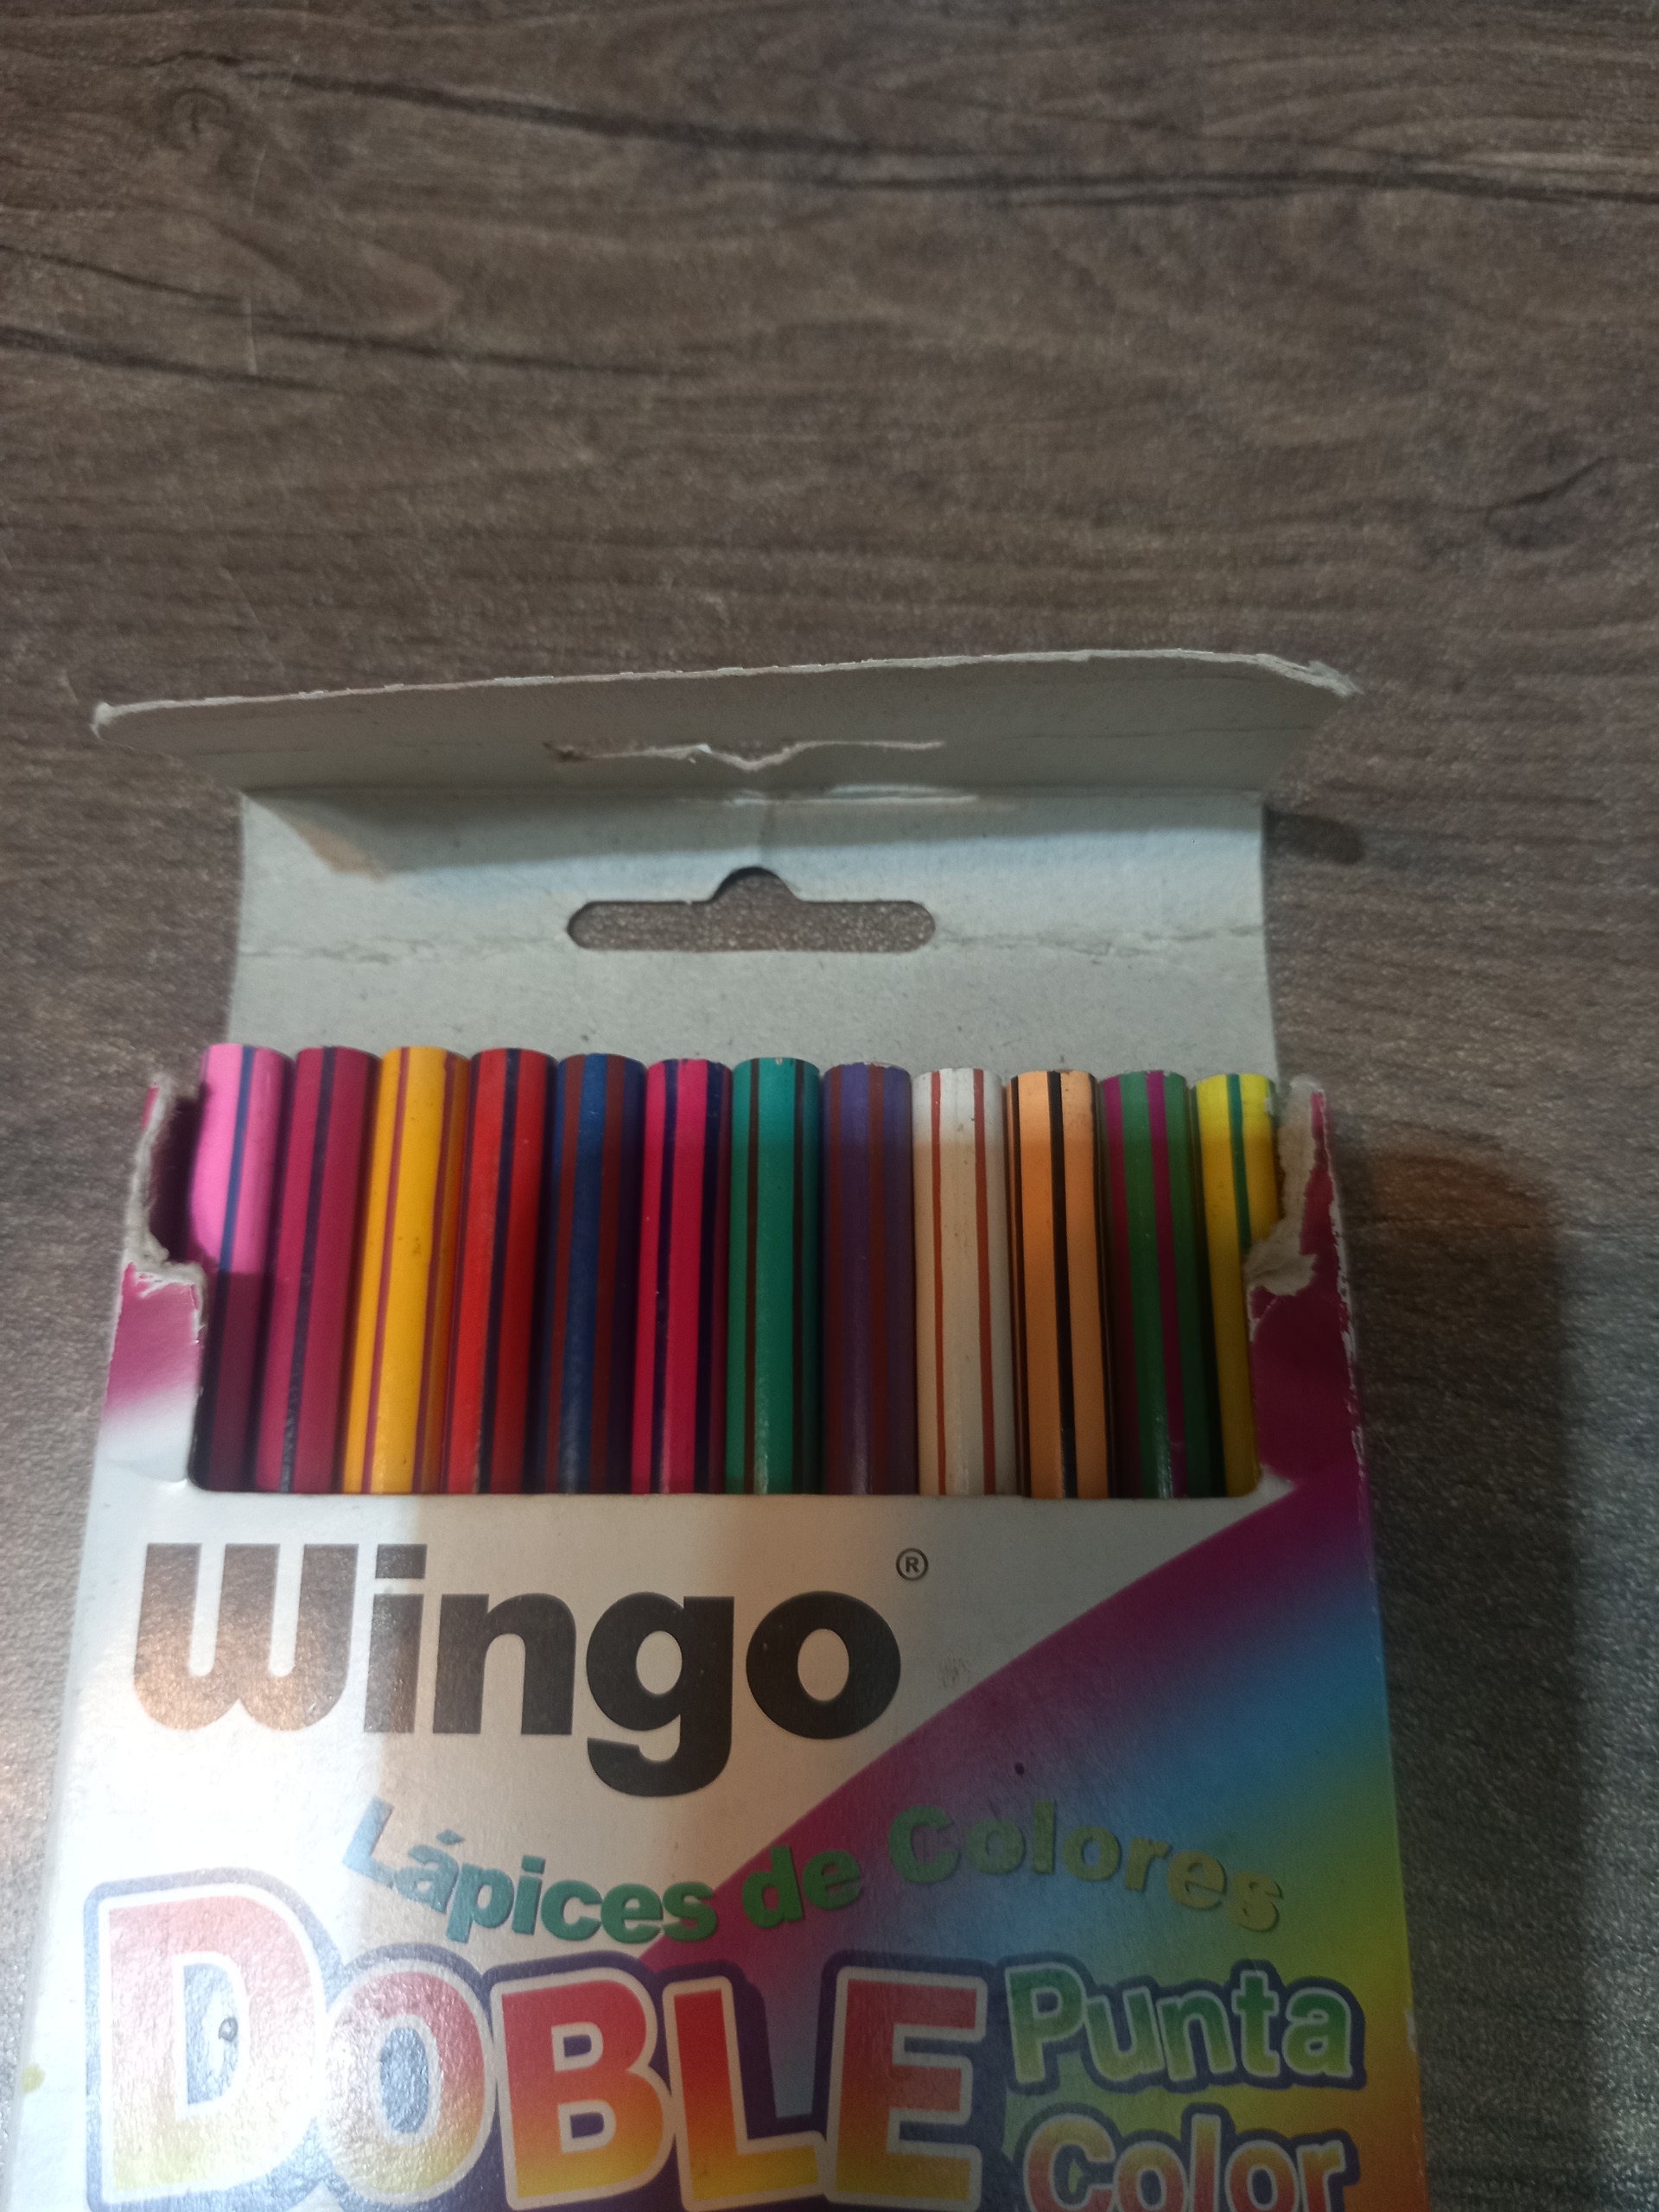 Wingo®
Lápices de Colores
DOBLE Punta
Color